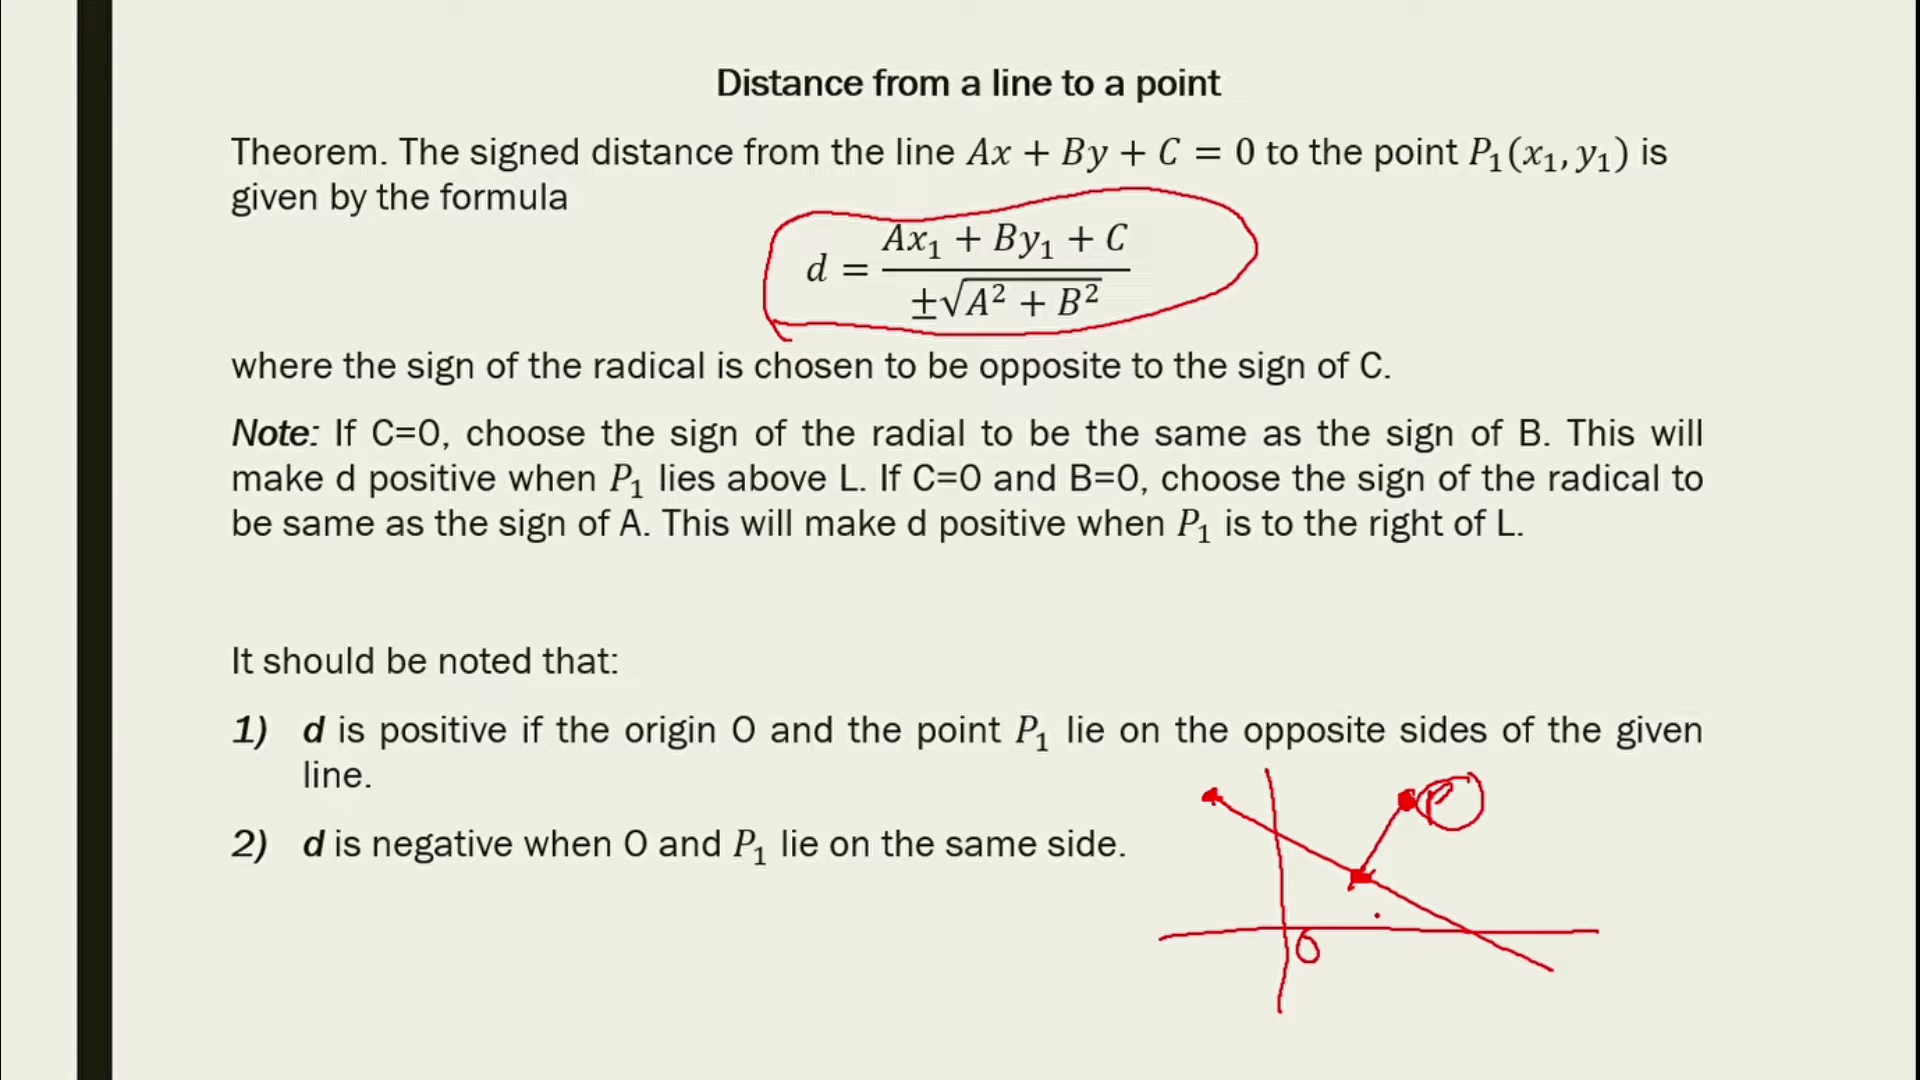 Distance from a line to a point
Theorem. The signed distance from the line Ax + By + C = 0 to the point P₁(x₁, y₁) is
given by the formula
d = (Ax₁ + By₁ + C) / (±√(A² + B²))
where the sign of the radical is chosen to be opposite to the sign of C.
Note: If C=0, choose the sign of the radial to be the same as the sign of B. This will
make d positive when P₁ lies above L. If C=0 and B=0, choose the sign of the radical to
be same as the sign of A. This will make d positive when P₁ is to the right of L.
It should be noted that:
1) d is positive if the origin O and the point P₁ lie on the opposite sides of the given
line.
2) d is negative when O and P₁ lie on the same side.
P
O